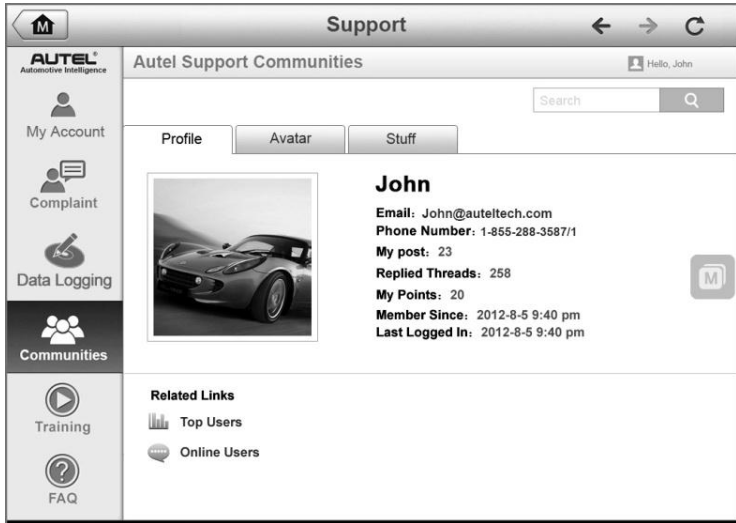 M
Support
AUTEL®
Automotive Intelligence
Autel Support Communities
Hello, John
Search
My Account
Profile
Avatar
Stuff
Complaint
John
Email: John@auteltech.com
Phone Number: 1-855-288-3587/1
My post: 23
Replied Threads: 258
My Points: 20
Member Since: 2012-8-5 9:40 pm
Last Logged In: 2012-8-5 9:40 pm
M
Data Logging
Communities
Related Links
Top Users
Online Users
Training
?
FAQ